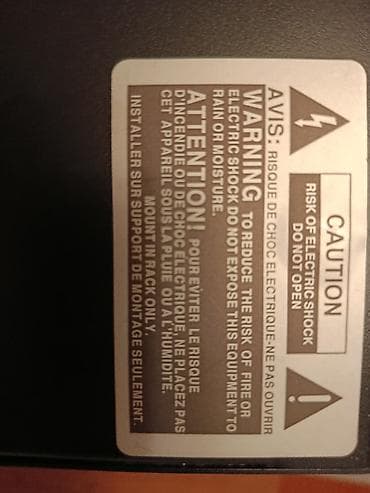 CAUTION
RISK OF ELECTRIC SHOCK
DO NOT OPEN
!
AVIS: RISQUE DE CHOC ELECTRIQUE-NE PAS OUVRIR
WARNING TO REDUCE THE RISK OF FIRE OR
ELECTRIC SHOCK DO NOT EXPOSE THIS EQUIPMENT TO
RAIN OR MOISTURE.
ATTENTION! POUR EVITER LE RISQUE
D'INCENDIE OU DE CHOC ELECTRIQUE, NE PLACEZ PAS
CET APPAREIL SOUS LA PLUIE OU A L'HUMIDITE.
MOUNT IN RACK ONLY.
INSTALLER SUR SUPPORT DE MONTAGE SEULEMENT.